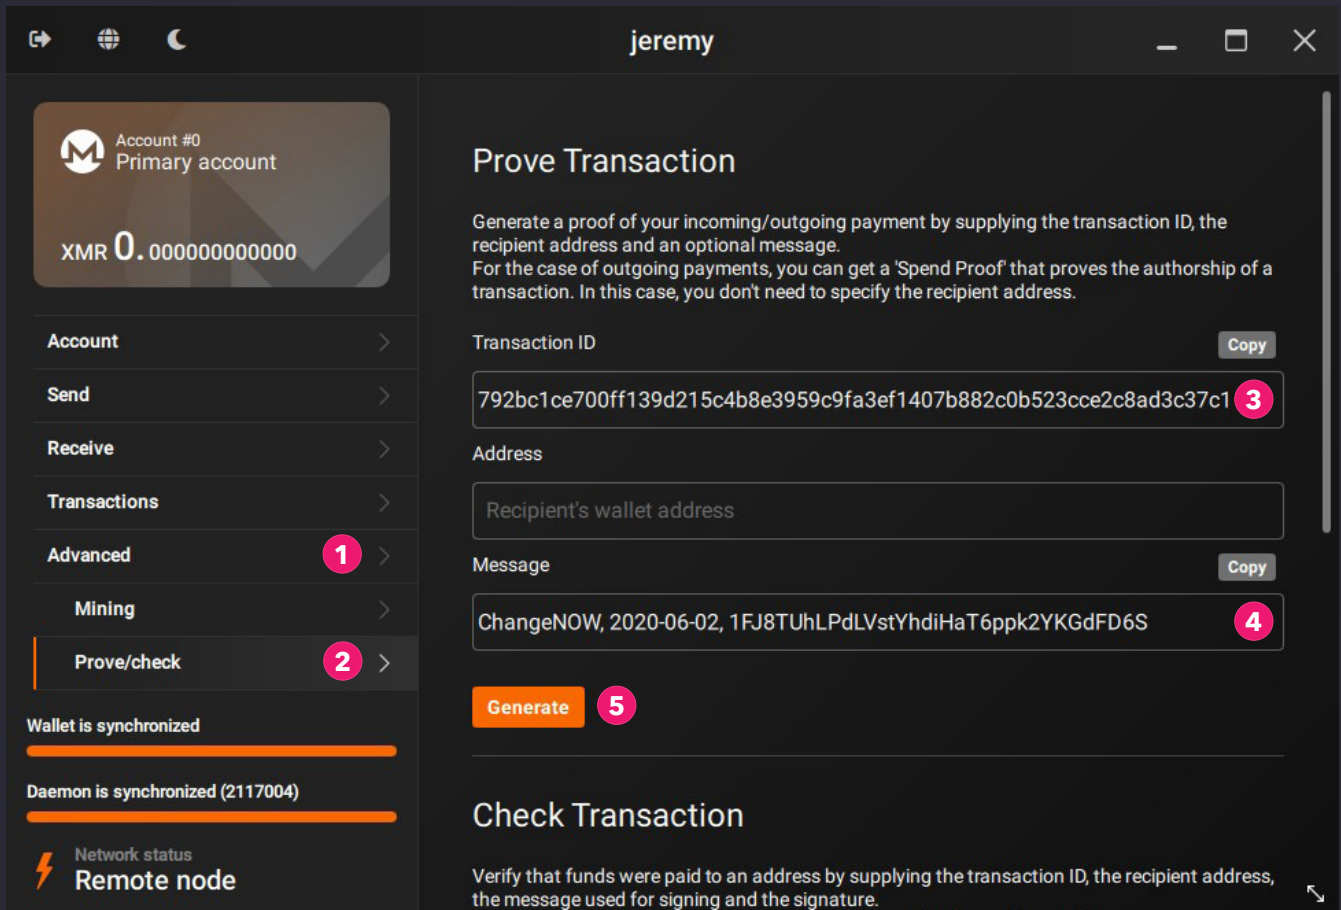 jeremy
Account #0
Primary account
XMR 0.000000000000
Account
Send
Receive
Transactions
Advanced 1
Mining
Prove/check 2
Wallet is synchronized
Daemon is synchronized (2117004)
Network status
Remote node
Prove Transaction
Generate a proof of your incoming/outgoing payment by supplying the transaction ID, the
recipient address and an optional message.
For the case of outgoing payments, you can get a 'Spend Proof' that proves the authorship of a
transaction. In this case, you don't need to specify the recipient address.
Transaction ID Copy
792bc1ce700ff139d215c4b8e3959c9fa3ef1407b882c0b523cce2c8ad3c37c1 3
Address
Recipient's wallet address
Message Copy
ChangeNOW, 2020-06-02, 1FJ8TUhLPdLVstYhdiHaT6ppk2YKGdFD6S 4
Generate 5
Check Transaction
Verify that funds were paid to an address by supplying the transaction ID, the recipient address,
the message used for signing and the signature.